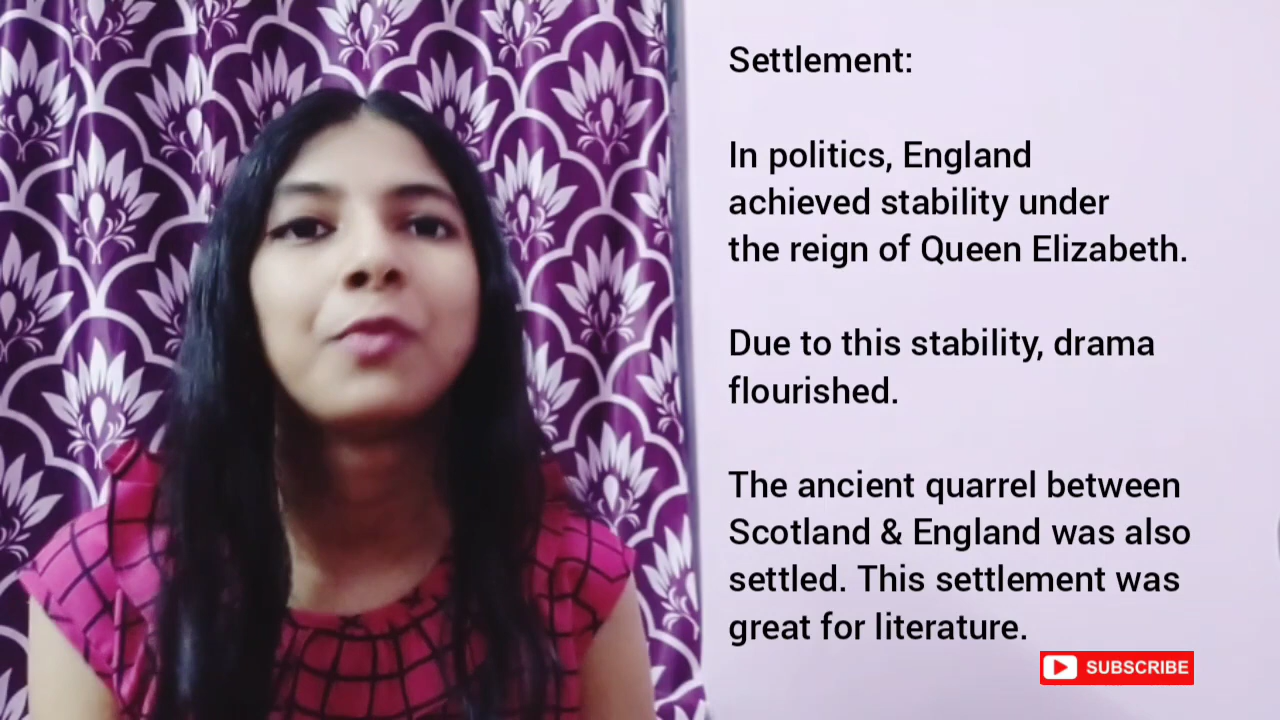 Settlement:
In politics, England
achieved stability under
the reign of Queen Elizabeth.
Due to this stability, drama
flourished.
The ancient quarrel between
Scotland & England was also
settled. This settlement was
great for literature.
SUBSCRIBE